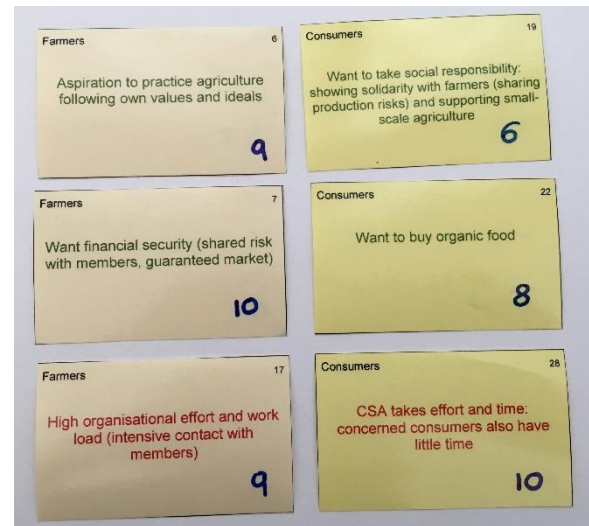 Farmers 6
Aspiration to practice agriculture
following own values and ideals
9
Consumers 19
Want to take social responsibility:
showing solidarity with farmers (sharing
production risks) and supporting small-
scale agriculture
6
Farmers 7
Want financial security (shared risk
with members, guaranteed market)
10
Consumers 22
Want to buy organic food
8
Farmers 17
High organisational effort and work
load (intensive contact with
members)
9
Consumers 28
CSA takes effort and time:
concerned consumers also have
little time
10